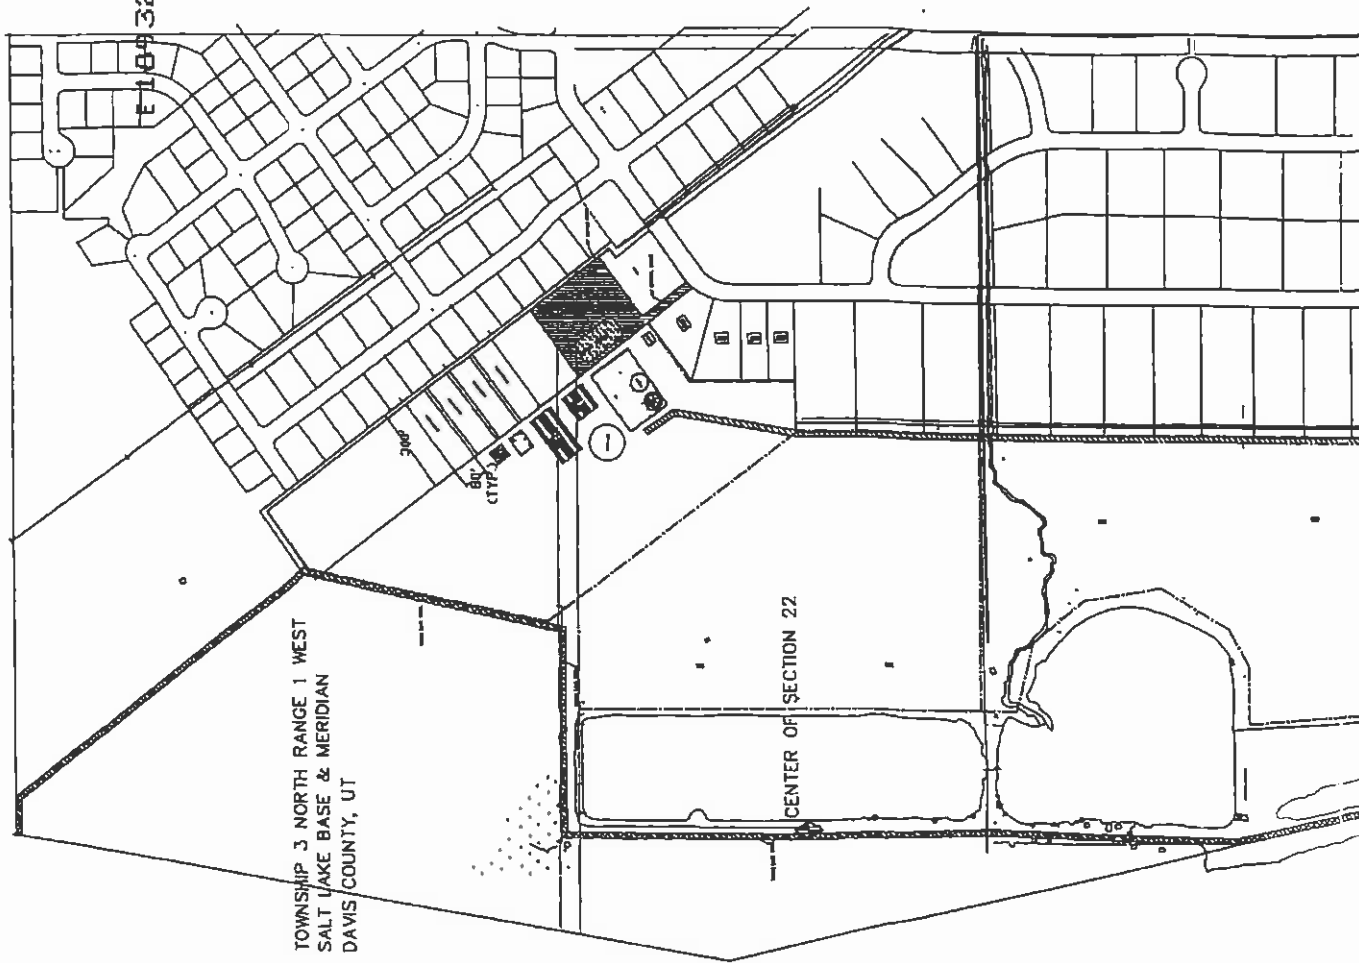 TOWNSHIP 3 NORTH RANGE 1 WEST
SALT LAKE BASE & MERIDIAN
DAVIS COUNTY, UT
CENTER OF SECTION 22
300'
80'
(TYP.)